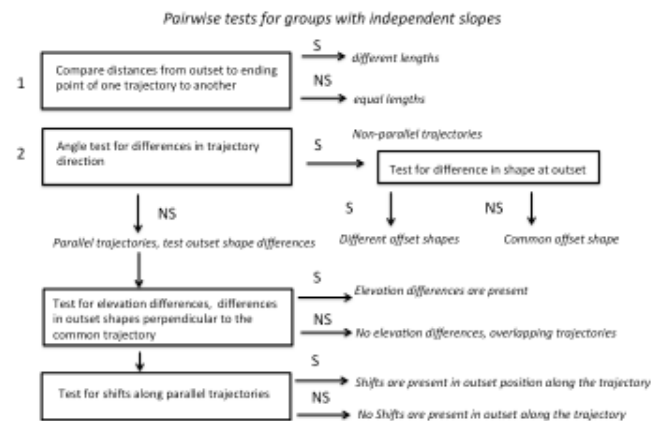 Pairwise tests for groups with independent slopes
1
Compare distances from outset to ending
point of one trajectory to another
S
different lengths
NS
equal lengths
2
Angle test for differences in trajectory
direction
S
Non-parallel trajectories
Test for difference in shape at outset
S
Different offset shapes
NS
Common offset shape
NS
Parallel trajectories, test outset shape differences
Test for elevation differences, differences
in outset shapes perpendicular to the
common trajectory
S
Elevation differences are present
NS
No elevation differences, overlapping trajectories
Test for shifts along parallel trajectories
S
Shifts are present in outset position along the trajectory
NS
No Shifts are present in outset along the trajectory